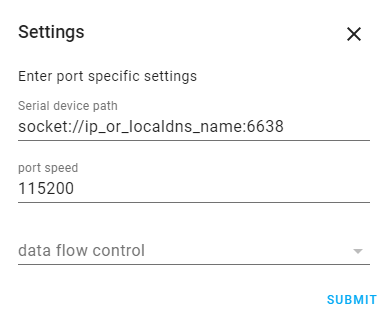 Settings
Enter port specific settings
Serial device path
socket://ip_or_localdns_name:6638
port speed
115200
data flow control
SUBMIT